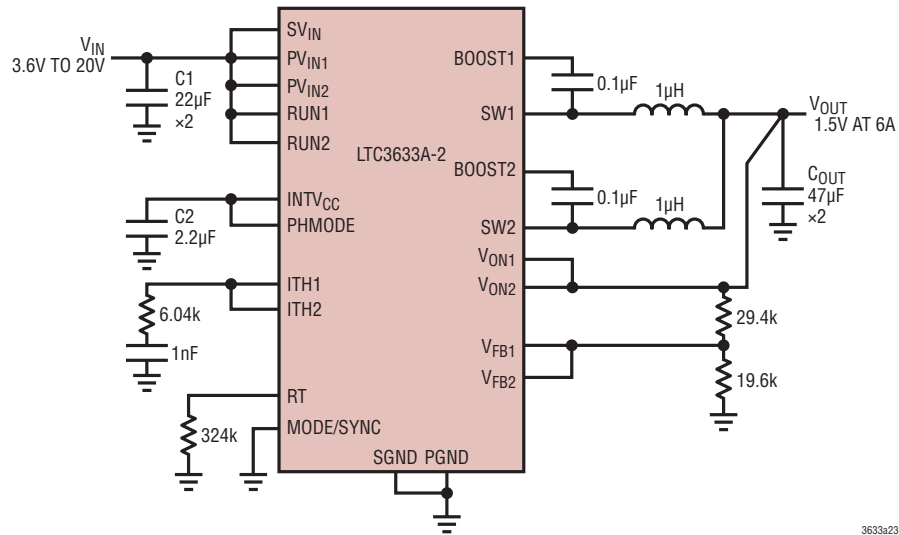 V_IN
3.6V TO 20V
C1
22µF
×2
C2
2.2µF
6.04k
1nF
324k
SV_IN
PV_IN1
PV_IN2
RUN1
RUN2
INTV_CC
PHMODE
ITH1
ITH2
RT
MODE/SYNC
SGND PGND
LTC3633A-2
BOOST1
SW1
BOOST2
SW2
V_ON1
V_ON2
V_FB1
V_FB2
0.1µF
1µH
0.1µF
1µH
V_OUT
1.5V AT 6A
C_OUT
47µF
×2
29.4k
19.6k
3633a23